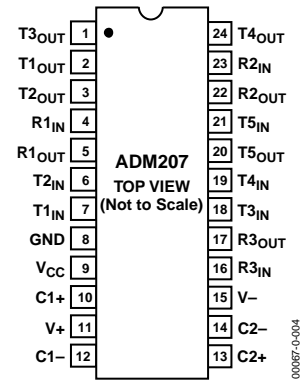 T3OUT 1 24 T4OUT
T1OUT 2 23 R2IN
T2OUT 3 22 R2OUT
R1IN 4 21 T5IN
R1OUT 5 20 T5OUT
ADM207
T2IN 6 19 T4IN
TOP VIEW
T1IN 7 18 T3IN
(Not to Scale)
GND 8 17 R3OUT
VCC 9 16 R3IN
C1+ 10 15 V–
V+ 11 14 C2–
C1– 12 13 C2+
00067-0-004